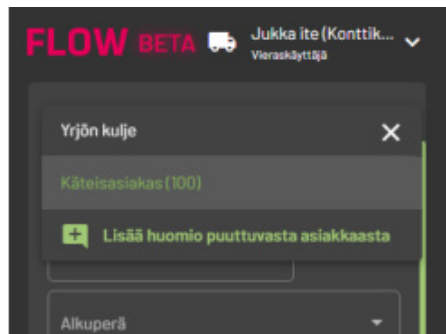 FLOW BETA
Jukka ite (Konttik...
Vieraskäyttäjä
Yrjön kulje
Käteisasiakas (100)
Lisää huomio puuttuvasta asiakkaasta
Alkuperä